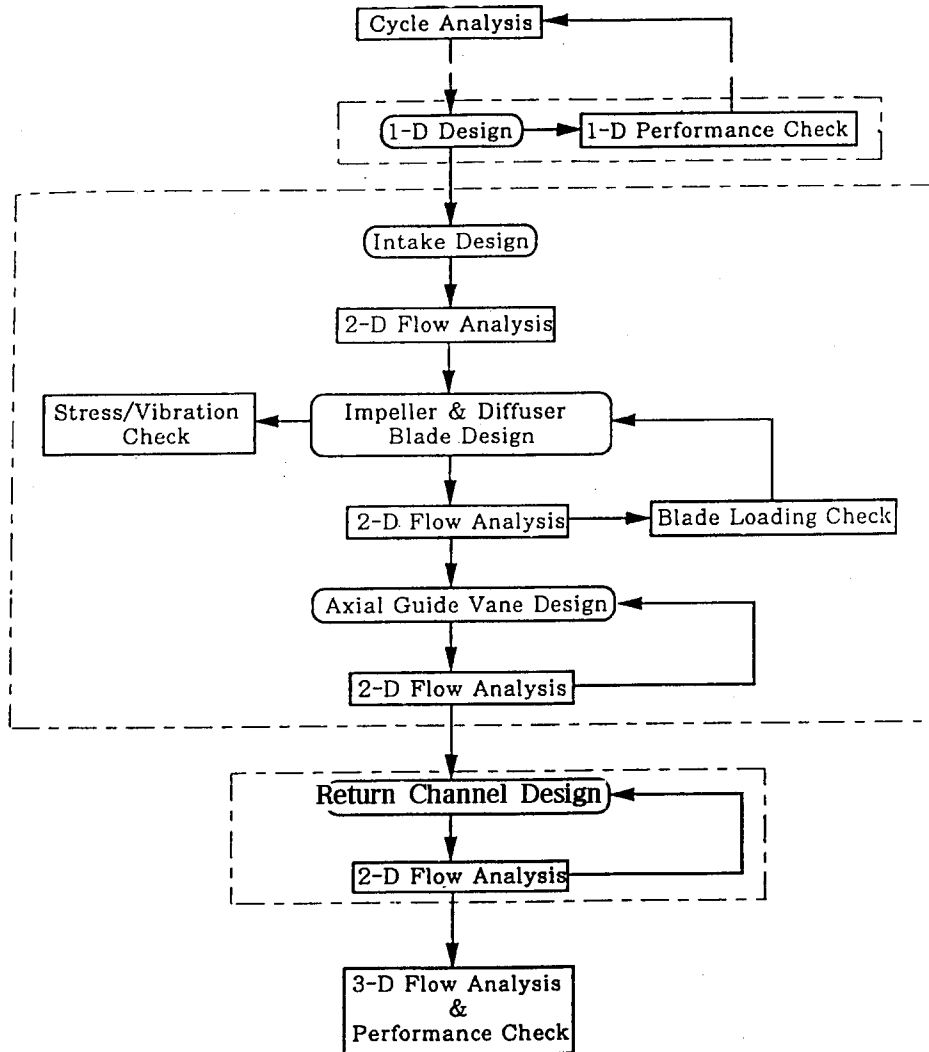 Cycle Analysis
1-D Design
1-D Performance Check
Intake Design
2-D Flow Analysis
Stress/Vibration
Check
Impeller & Diffuser
Blade Design
2-D Flow Analysis
Blade Loading Check
Axial Guide Vane Design
2-D Flow Analysis
Return Channel Design
2-D Flow Analysis
3-D Flow Analysis
&
Performance Check